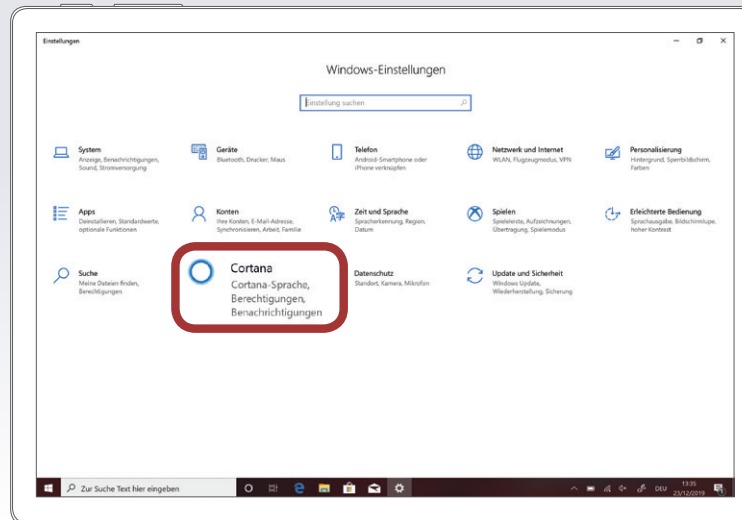 Einstellungen
Windows-Einstellungen
Einstellung suchen
System
Anzeige, Benachrichtigungen,
Sound, Stromversorgung
Geräte
Bluetooth, Drucker, Maus
Telefon
Android-Smartphone oder
iPhone verknüpfen
Netzwerk und Internet
WLAN, Flugzeugmodus, VPN
Personalisierung
Hintergrund, Sperrbildschirm,
Farben
Apps
Deinstallieren, Standardwerte,
optionale Funktionen
Konten
Ihre Konten, E-Mail-Adresse,
Synchronisieren, Arbeit, Familie
Zeit und Sprache
Spracherkennung, Region,
Datum
Spielen
Spieleleiste, Aufzeichnungen,
Übertragung, Spielemodus
Erleichterte Bedienung
Sprachausgabe, Bildschirmlupe,
hoher Kontrast
Suche
Meine Dateien finden,
Berechtigungen
Cortana
Cortana-Sprache,
Berechtigungen,
Benachrichtigungen
Datenschutz
Standort, Kamera, Mikrofon
Update und Sicherheit
Windows Update,
Wiederherstellung, Sicherung
Zur Suche Text hier eingeben
DEU
13:35
23/12/2019